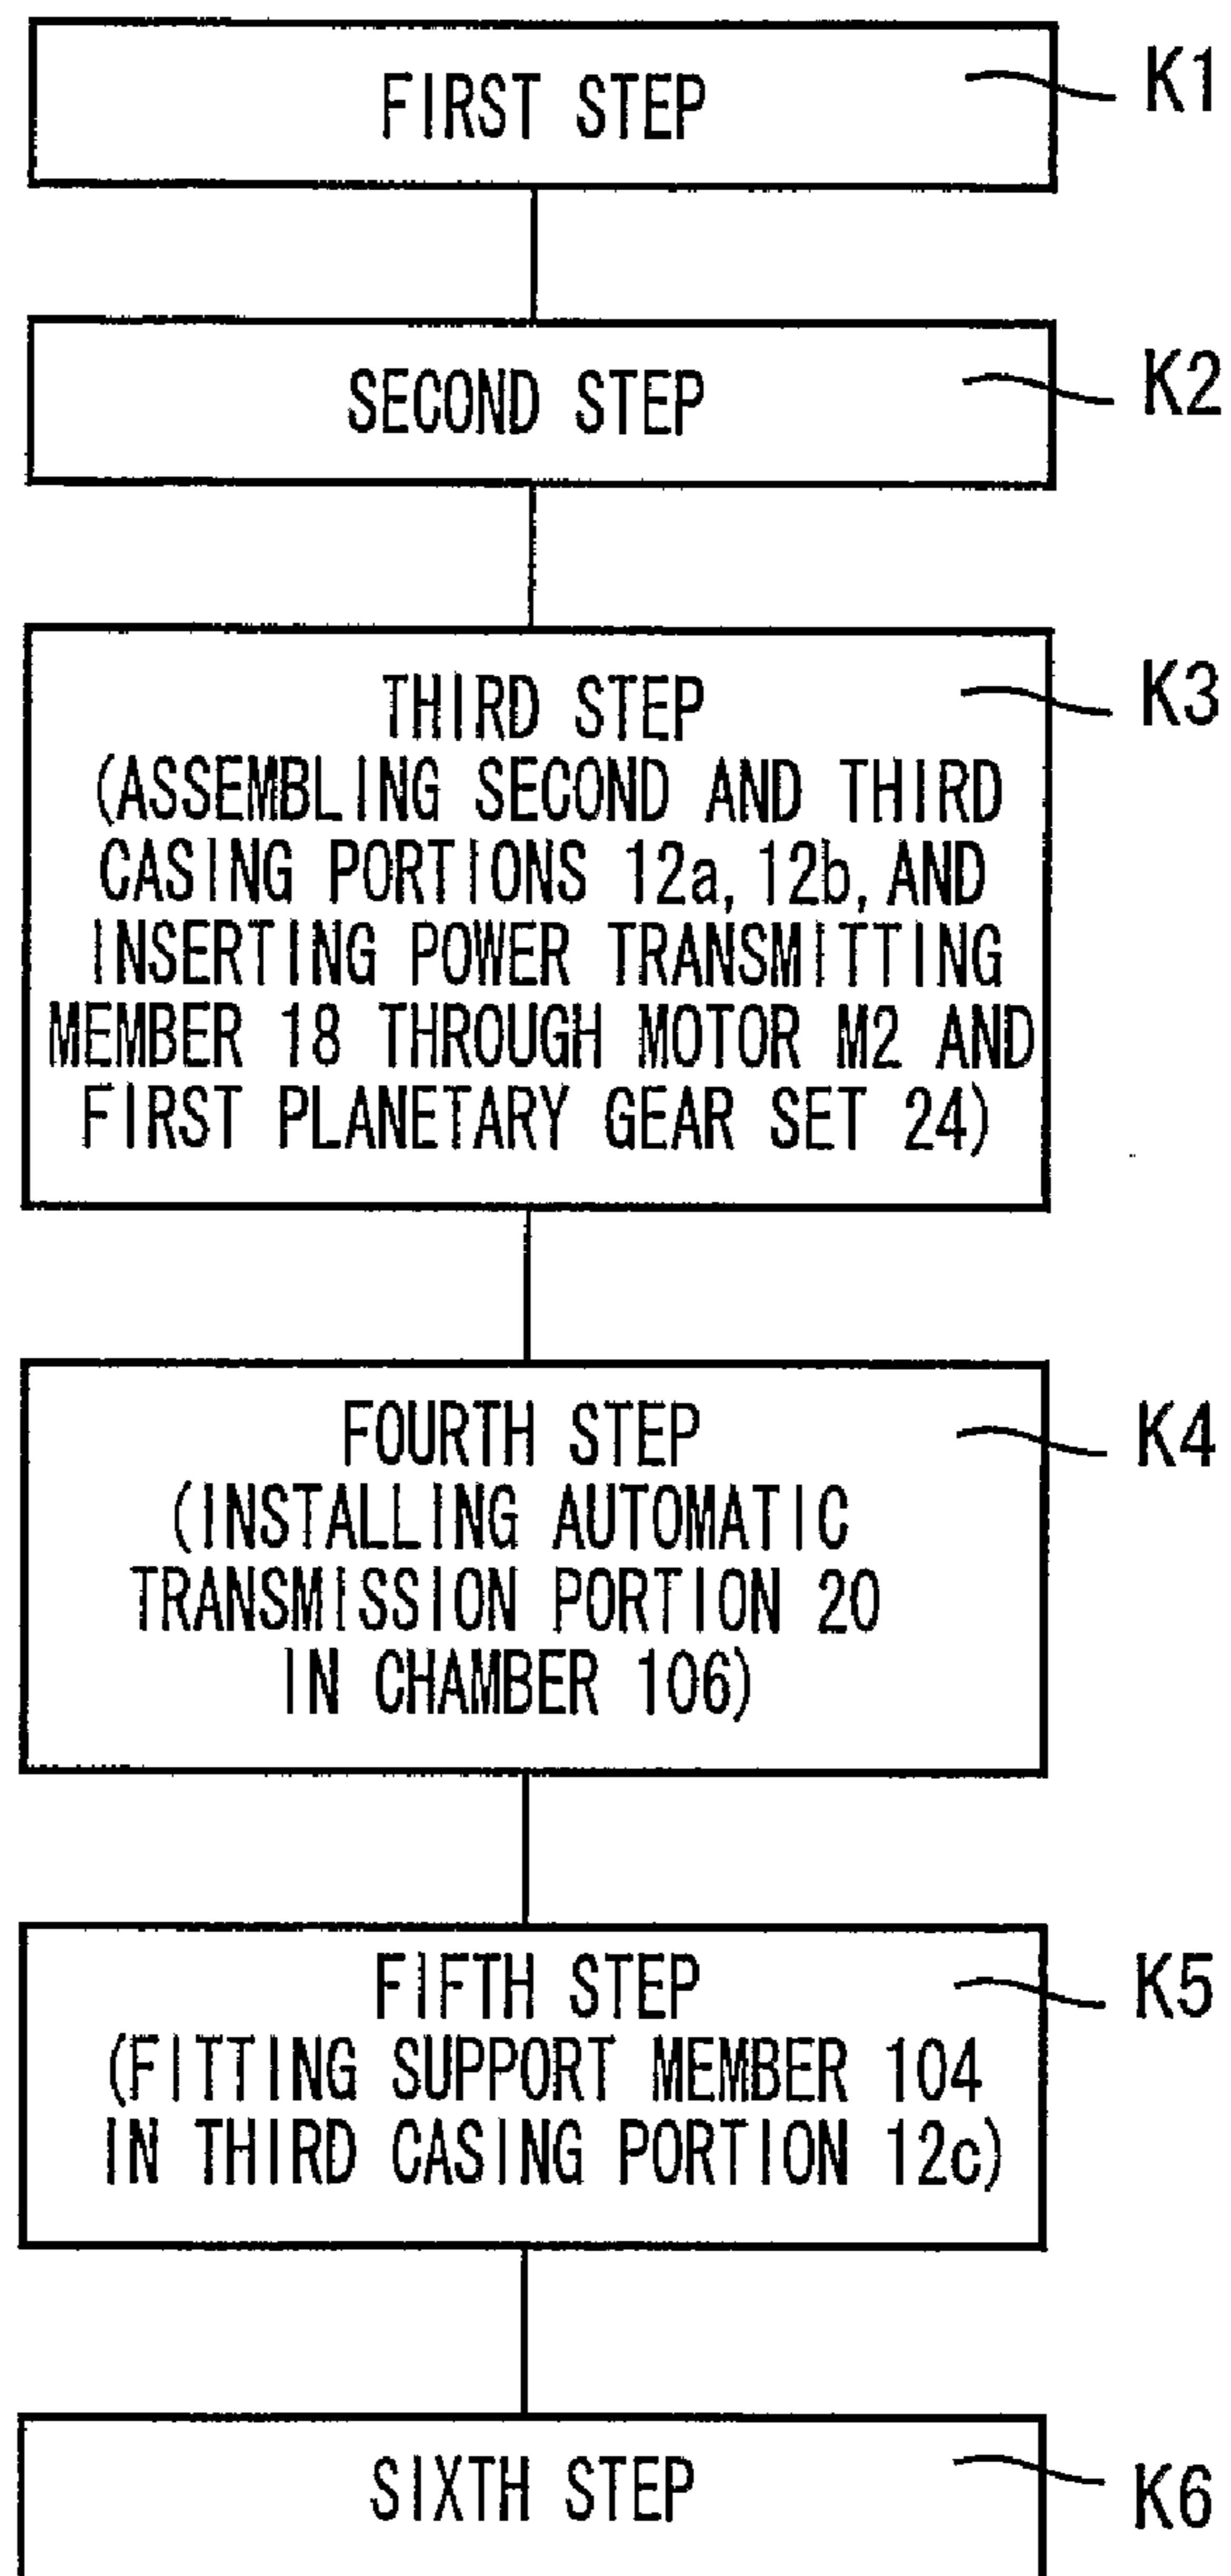 FIRST STEP
K1
SECOND STEP
K2
THIRD STEP
K3
(ASSEMBLING SECOND AND THIRD
CASING PORTIONS 12a, 12b, AND
INSERTING POWER TRANSMITTING
MEMBER 18 THROUGH MOTOR M2 AND
FIRST PLANETARY GEAR SET 24)
FOURTH STEP
K4
(INSTALLING AUTOMATIC
TRANSMISSION PORTION 20
IN CHAMBER 106)
FIFTH STEP
K5
(FITTING SUPPORT MEMBER 104
IN THIRD CASING PORTION 12c)
SIXTH STEP
K6